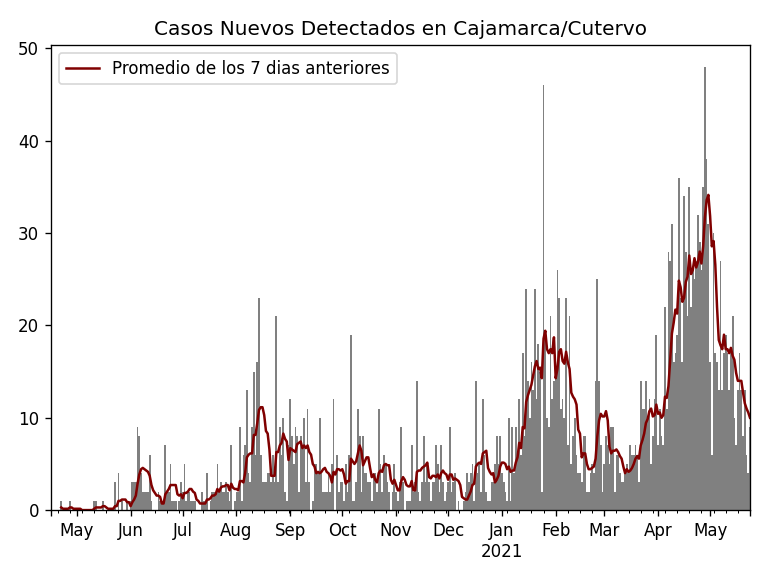 Casos Nuevos Detectados en Cajamarca/Cutervo
Promedio de los 7 dias anteriores
50
40
30
20
10
0
May Jun Jul Aug Sep Oct Nov Dec Jan Feb Mar Apr May
2021